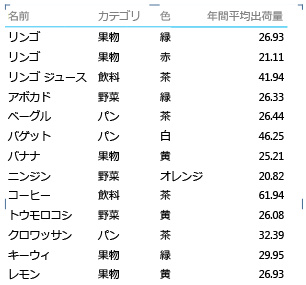 名前 カテゴリ 色 年間平均出荷量
リンゴ 果物 緑 26.93
リンゴ 果物 赤 21.11
リンゴ ジュース 飲料 茶 41.94
アボカド 野菜 緑 26.33
ベーグル パン 茶 26.44
バゲット パン 白 46.25
バナナ 果物 黄 25.21
ニンジン 野菜 オレンジ 20.82
コーヒー 飲料 茶 61.94
トウモロコシ 野菜 黄 26.08
クロワッサン パン 茶 32.39
キーウィ 果物 緑 29.95
レモン 果物 黄 26.93